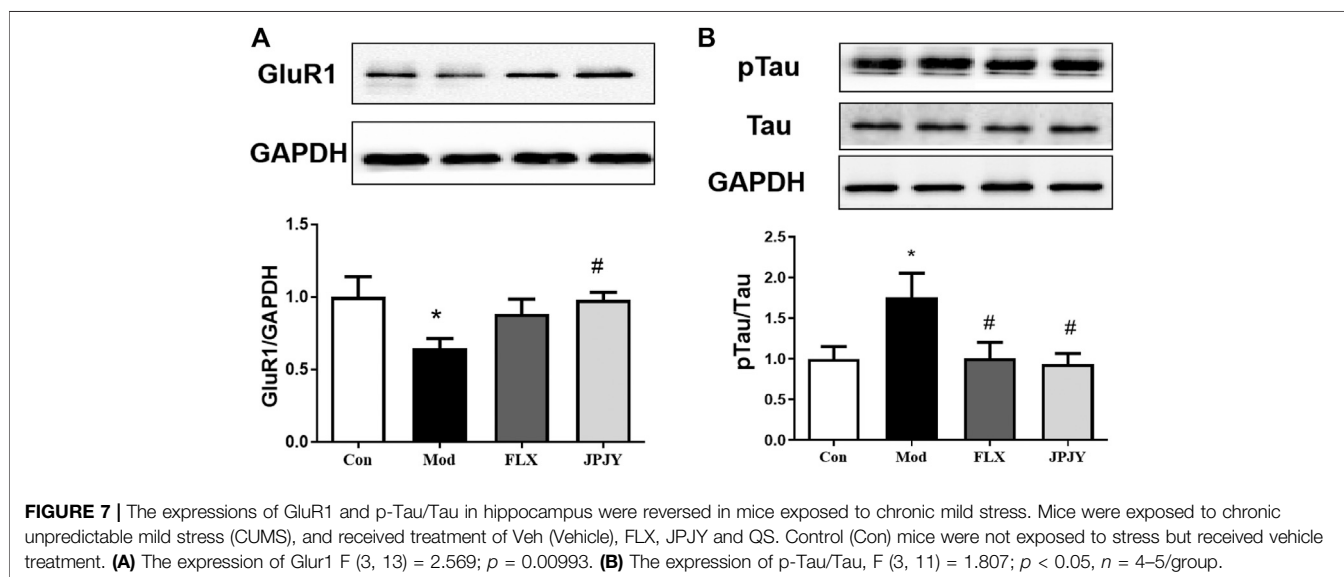 A
GluR1
GAPDH
GluR1/GAPDH
1.5
1.0
0.5
0.0
*
#
Con Mod FLX JPJY
B
pTau
Tau
GAPDH
pTau/Tau
2.5
2.0
1.5
1.0
0.5
0.0
*
#
#
Con Mod FLX JPJY
FIGURE 7 | The expressions of GluR1 and p-Tau/Tau in hippocampus were reversed in mice exposed to chronic mild stress. Mice were exposed to chronic
unpredictable mild stress (CUMS), and received treatment of Veh (Vehicle), FLX, JPJY and QS. Control (Con) mice were not exposed to stress but received vehicle
treatment. (A) The expression of Glur1 F (3, 13) = 2.569; p = 0.00993. (B) The expression of p-Tau/Tau, F (3, 11) = 1.807; p < 0.05, n = 4–5/group.